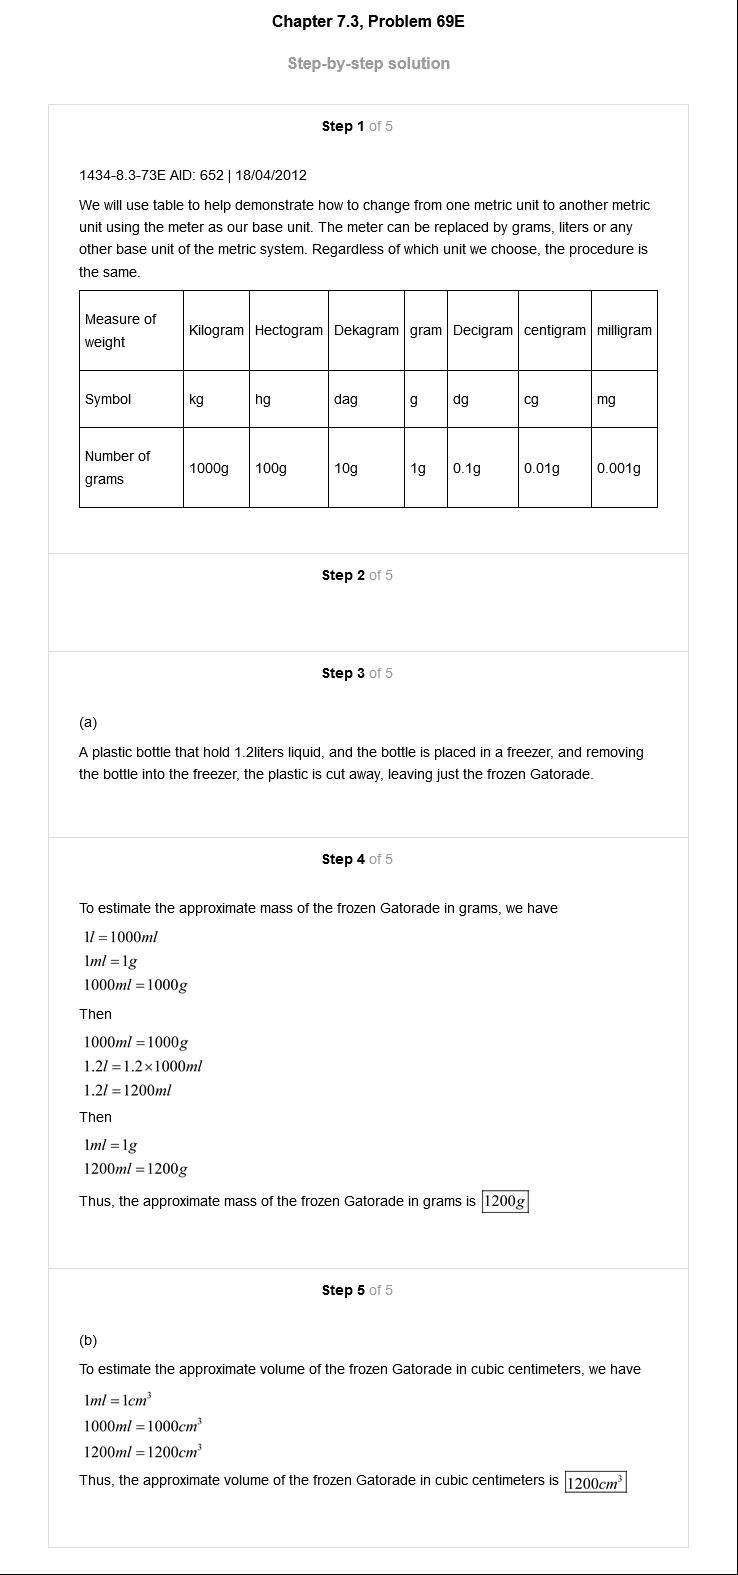 Chapter 7.3, Problem 69E
Step-by-step solution
Step 1 of 5
1434-8.3-73E AID: 652 | 18/04/2012
We will use table to help demonstrate how to change from one metric unit to another metric
unit using the meter as our base unit. The meter can be replaced by grams, liters or any
other base unit of the metric system. Regardless of which unit we choose, the procedure is
the same.
Measure of weight Kilogram Hectogram Dekagram gram Decigram centigram milligram
Symbol kg hg dag g dg cg mg
Number of grams 1000g 100g 10g 1g 0.1g 0.01g 0.001g
Step 2 of 5
Step 3 of 5
(a)
A plastic bottle that hold 1.2liters liquid, and the bottle is placed in a freezer, and removing
the bottle into the freezer, the plastic is cut away, leaving just the frozen Gatorade.
Step 4 of 5
To estimate the approximate mass of the frozen Gatorade in grams, we have
1l = 1000ml
1ml = 1g
1000ml = 1000g
Then
1000ml = 1000g
1.2l = 1.2×1000ml
1.2l = 1200ml
Then
1ml = 1g
1200ml = 1200g
Thus, the approximate mass of the frozen Gatorade in grams is 1200g
Step 5 of 5
(b)
To estimate the approximate volume of the frozen Gatorade in cubic centimeters, we have
1ml = 1cm³
1000ml = 1000cm³
1200ml = 1200cm³
Thus, the approximate volume of the frozen Gatorade in cubic centimeters is 1200cm³